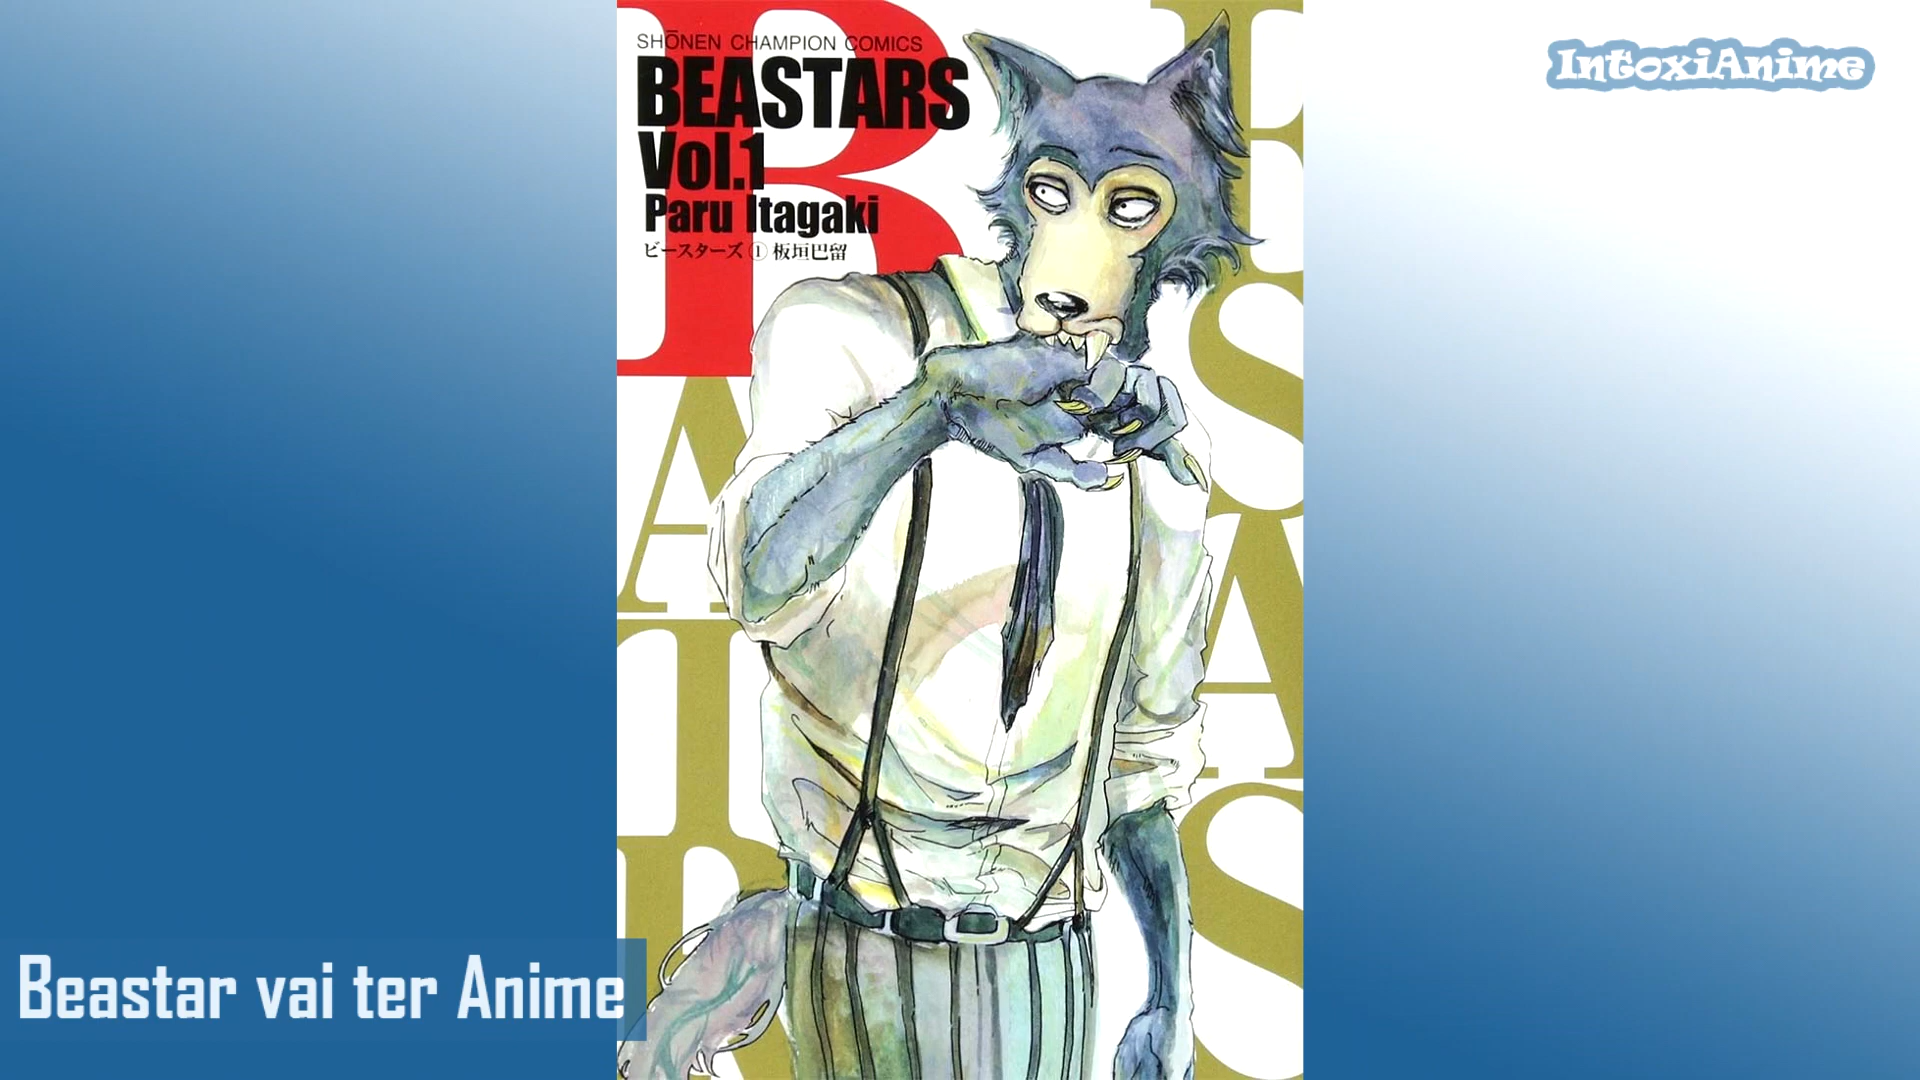 SHŌNEN CHAMPION COMICS
BEASTARS
Vol.1
Paru Itagaki
ビースターズ ① 板垣巴留
IntoxiAnime
Beastar vai ter Anime